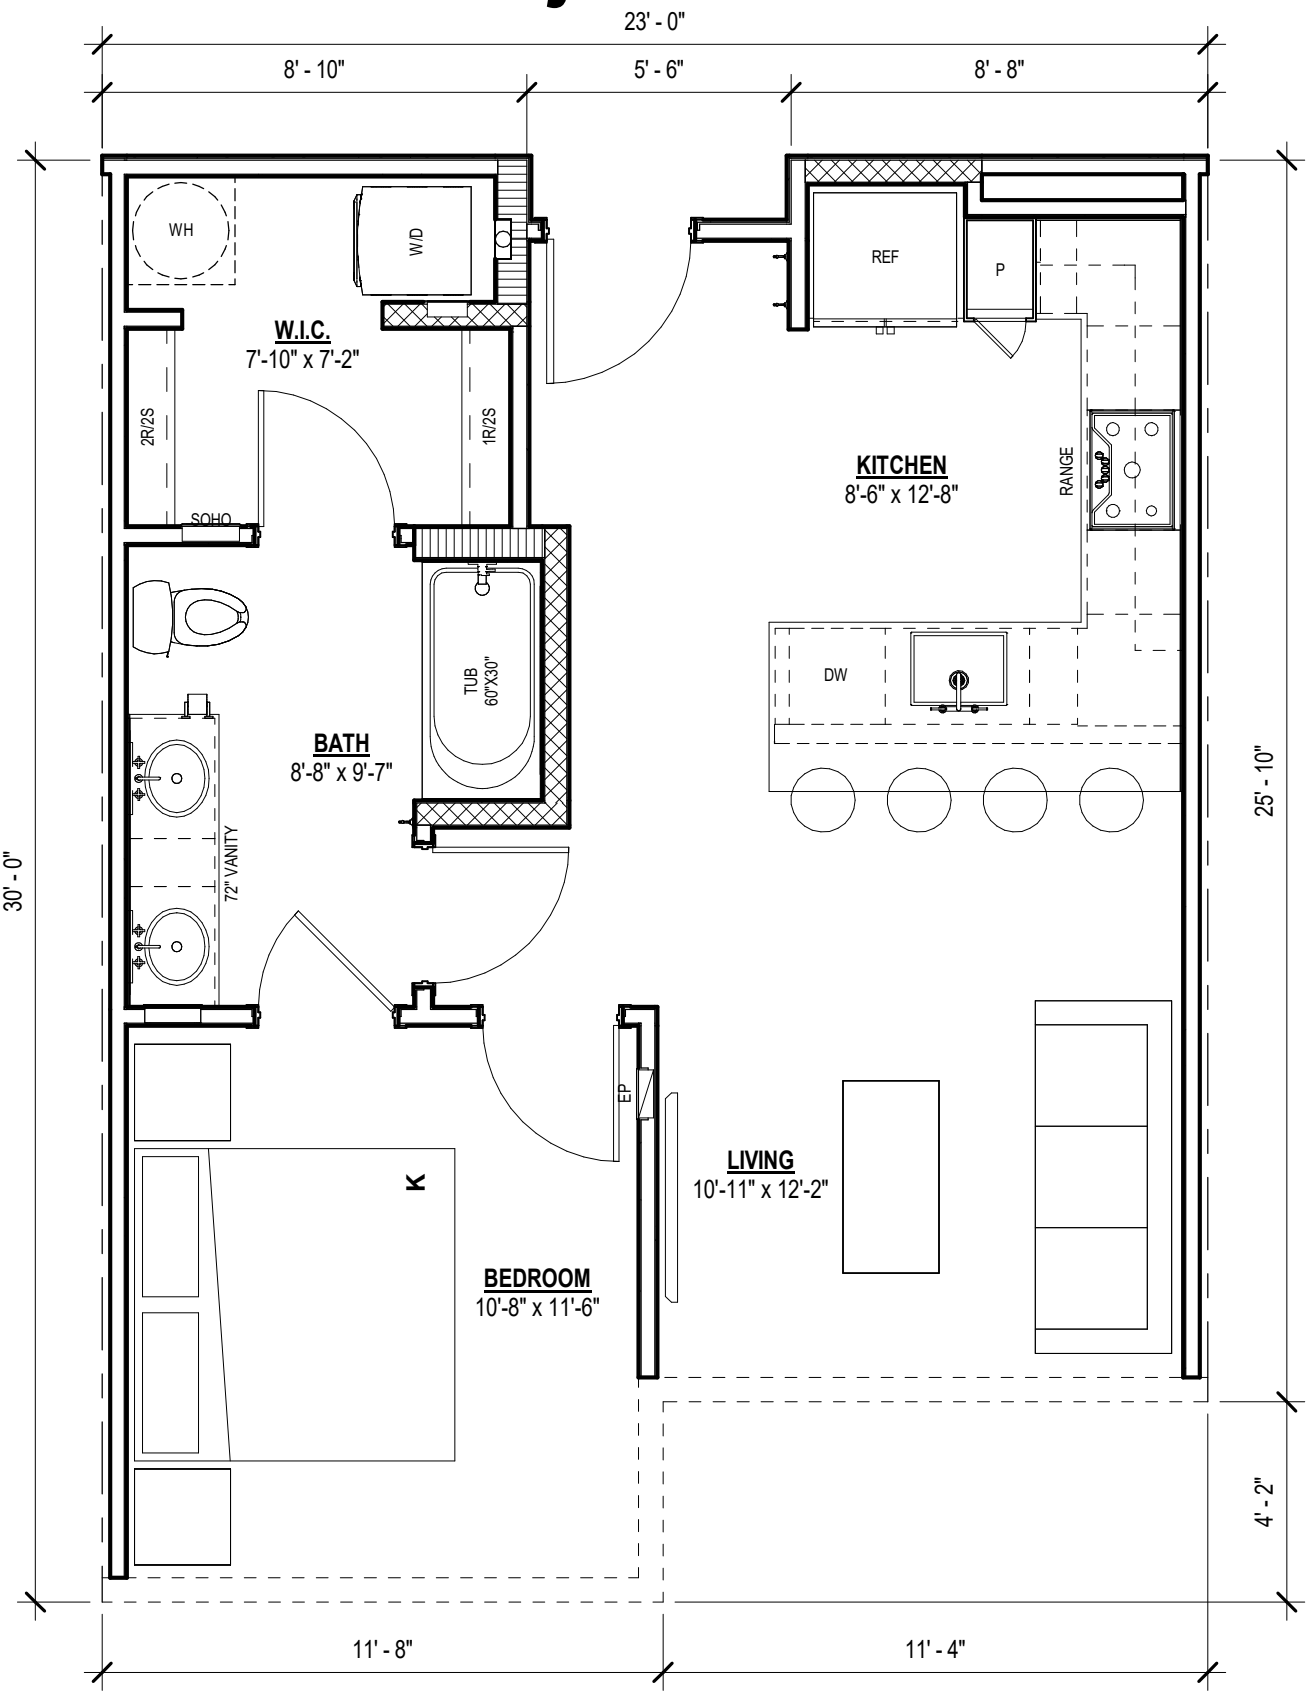 23' - 0"
8' - 10"
5' - 6"
8' - 8"
WH
W/D
REF
P
W.I.C.
7'-10" x 7'-2"
2R/2S
1R/2S
KITCHEN
8'-6" x 12'-8"
RANGE
SOHO
TUB
60"X30"
DW
BATH
8'-8" x 9'-7"
72" VANITY
25' - 10"
30' - 0"
EP
K
LIVING
10'-11" x 12'-2"
BEDROOM
10'-8" x 11'-6"
4' - 2"
11' - 8"
11' - 4"